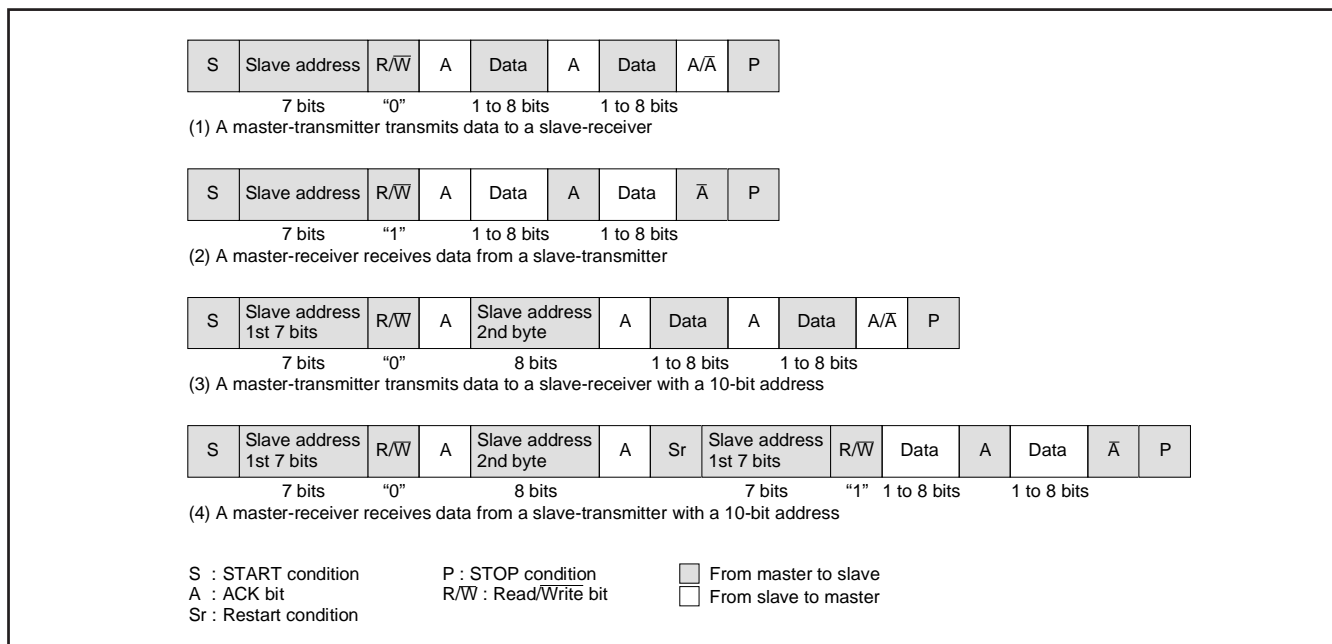 S Slave address R/W̅ A Data A Data A/A̅ P
7 bits “0” 1 to 8 bits 1 to 8 bits
(1) A master-transmitter transmits data to a slave-receiver
S Slave address R/W̅ A Data A Data A̅ P
7 bits “1” 1 to 8 bits 1 to 8 bits
(2) A master-receiver receives data from a slave-transmitter
S Slave address 1st 7 bits R/W̅ A Slave address 2nd byte A Data A Data A/A̅ P
7 bits “0” 8 bits 1 to 8 bits 1 to 8 bits
(3) A master-transmitter transmits data to a slave-receiver with a 10-bit address
S Slave address 1st 7 bits R/W̅ A Slave address 2nd byte A Sr Slave address 1st 7 bits R/W̅ Data A Data A̅ P
7 bits “0” 8 bits 7 bits “1” 1 to 8 bits 1 to 8 bits
(4) A master-receiver receives data from a slave-transmitter with a 10-bit address
S : START condition P : STOP condition From master to slave
A : ACK bit R/W̅ : Read/W̅r̅i̅t̅e̅ bit From slave to master
Sr : Restart condition